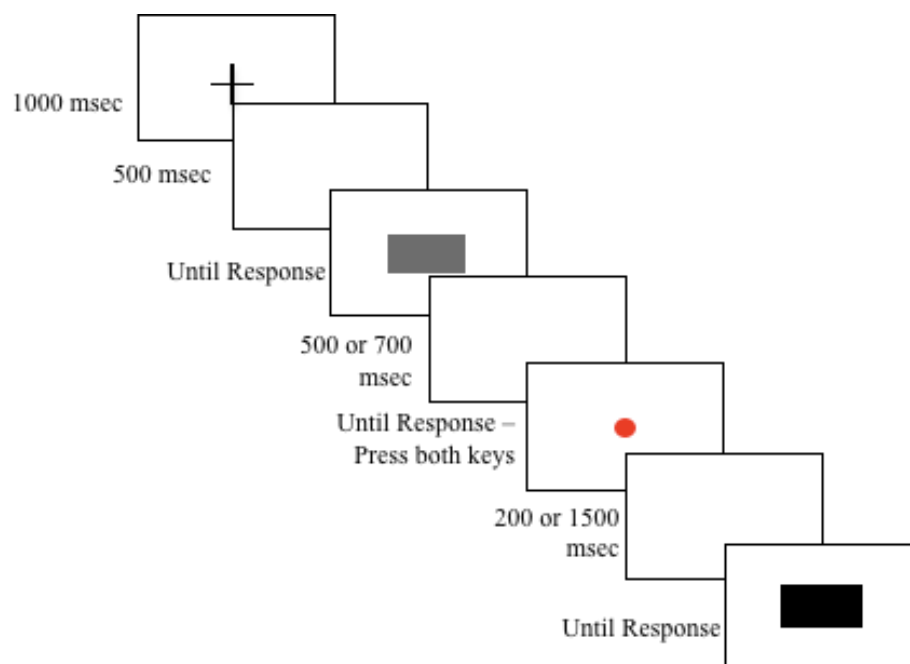 1000 msec
500 msec
Until Response
500 or 700
msec
Until Response –
Press both keys
200 or 1500
msec
Until Response